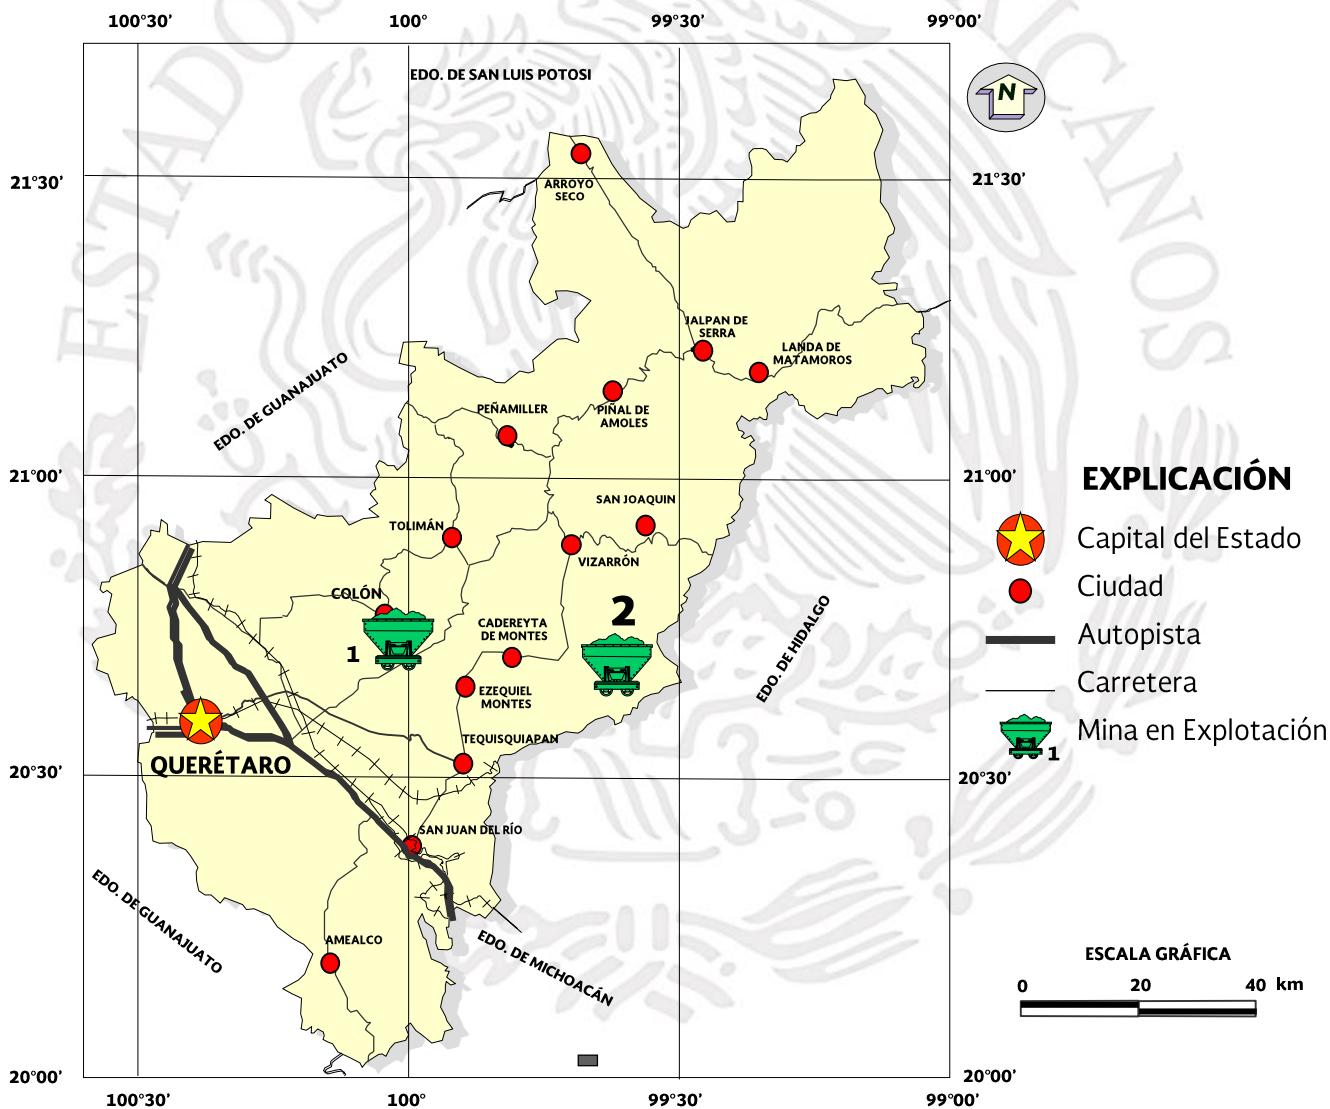 100°30'
100°
99°30'
99°00'
EDO. DE SAN LUIS POTOSI
N
ESTADOS
RICANOS
21°30'
21°30'
ARROYO
SECO
JALPAN DE
SERRA
LANDA DE
MATAMOROS
EDO. DE GUANAJUATO
PEÑAMILLER
PIÑAL DE
AMOLES
21°00'
21°00'
EXPLICACIÓN
SAN JOAQUIN
TOLIMÁN
VIZARRÓN
Capital del Estado
Ciudad
COLÓN
1
CADEREYTA
DE MONTES
2
EDO. DE HIDALGO
Autopista
Carretera
EZEQUIEL
MONTES
Mina en Explotación
1
TEQUISQUIAPAN
QUERÉTARO
20°30'
20°30'
SAN JUAN DEL RÍO
EDO. DE GUANAJUATO
AMEALCO
EDO. DE MICHOACÁN
ESCALA GRÁFICA
0 20 40 km
20°00'
20°00'
100°30'
100°
99°30'
99°00'